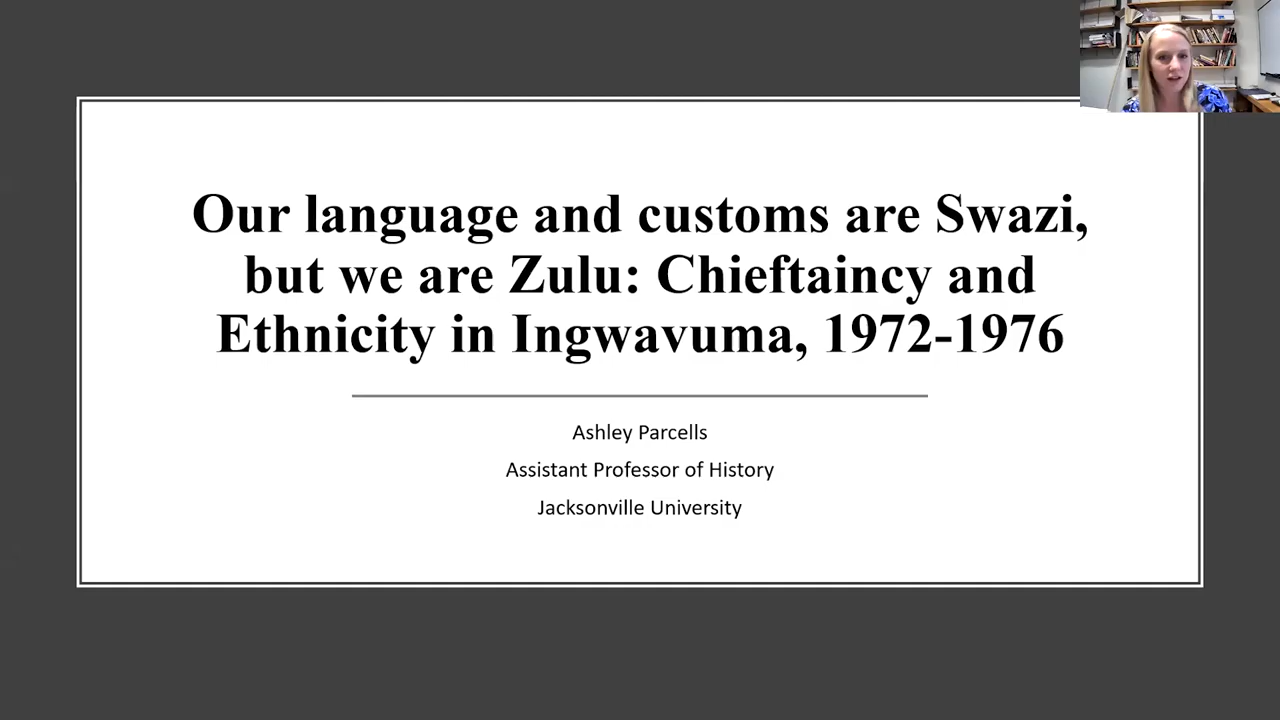 Our language and customs are Swazi,
but we are Zulu: Chieftaincy and
Ethnicity in Ingwavuma, 1972-1976
Ashley Parcells
Assistant Professor of History
Jacksonville University